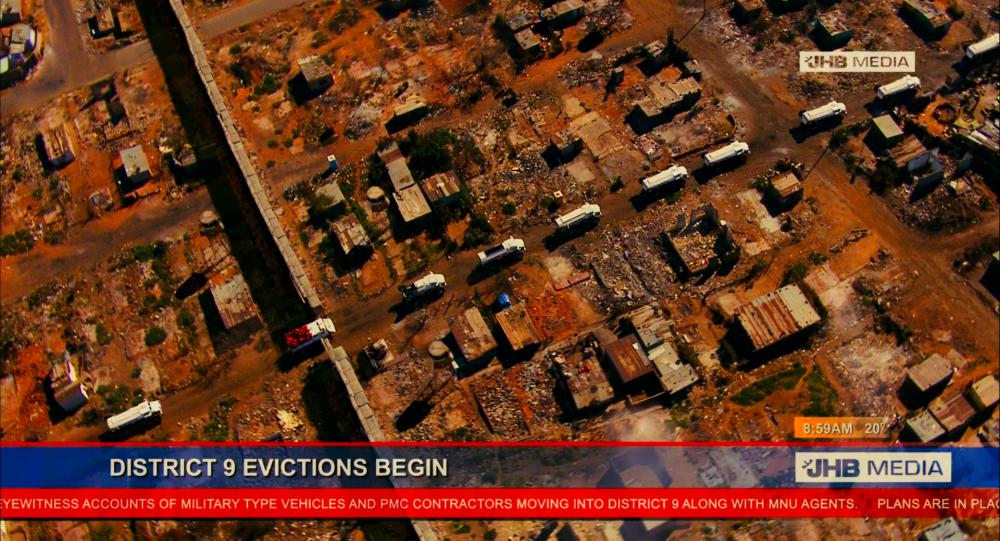 JHB MEDIA
8:59AM 20°
DISTRICT 9 EVICTIONS BEGIN
JHB MEDIA
EYEWITNESS ACCOUNTS OF MILITARY TYPE VEHICLES AND PMC CONTRACTORS MOVING INTO DISTRICT 9 ALONG WITH MNU AGENTS. PLANS ARE IN